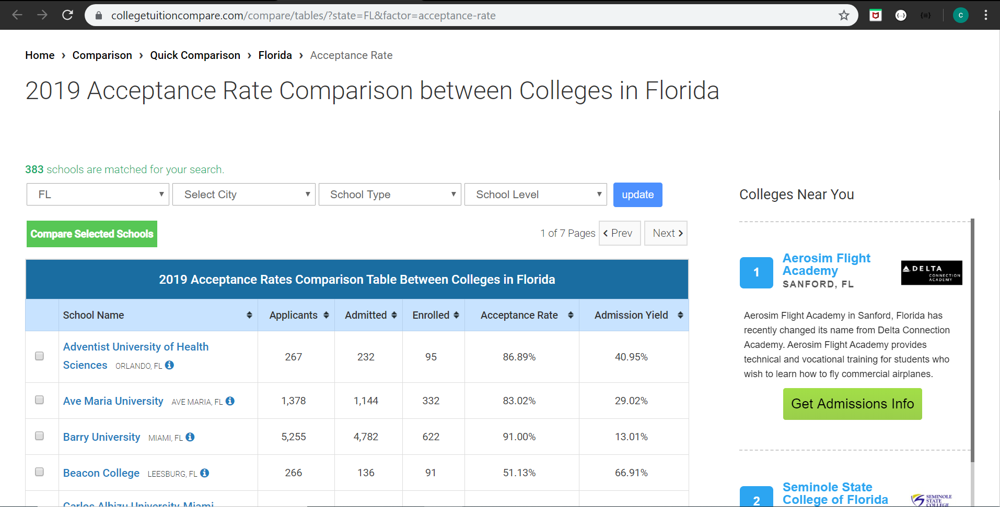 collegetuitioncompare.com/compare/tables/?state=FL&factor=acceptance-rate
c
Home › Comparison › Quick Comparison › Florida › Acceptance Rate
2019 Acceptance Rate Comparison between Colleges in Florida
383 schools are matched for your search.
FL Select City School Type School Level update
Compare Selected Schools
1 of 7 Pages Prev Next
2019 Acceptance Rates Comparison Table Between Colleges in Florida
School Name Applicants Admitted Enrolled Acceptance Rate Admission Yield
Adventist University of Health
Sciences ORLANDO, FL 267 232 95 86.89% 40.95%
Ave Maria University AVE MARIA, FL 1,378 1,144 332 83.02% 29.02%
Barry University MIAMI, FL 5,255 4,782 622 91.00% 13.01%
Beacon College LEESBURG, FL 266 136 91 51.13% 66.91%
Carlos Albizu University-Miami
Colleges Near You
1
Aerosim Flight
Academy
SANFORD, FL
DELTA
CONNECTION
ACADEMY
Aerosim Flight Academy in Sanford, Florida has
recently changed its name from Delta Connection
Academy. Aerosim Flight Academy provides
technical and vocational training for students who
wish to learn how to fly commercial airplanes.
Get Admissions Info
2
Seminole State
College of Florida
SEMINOLE
STATE
COLLEGE